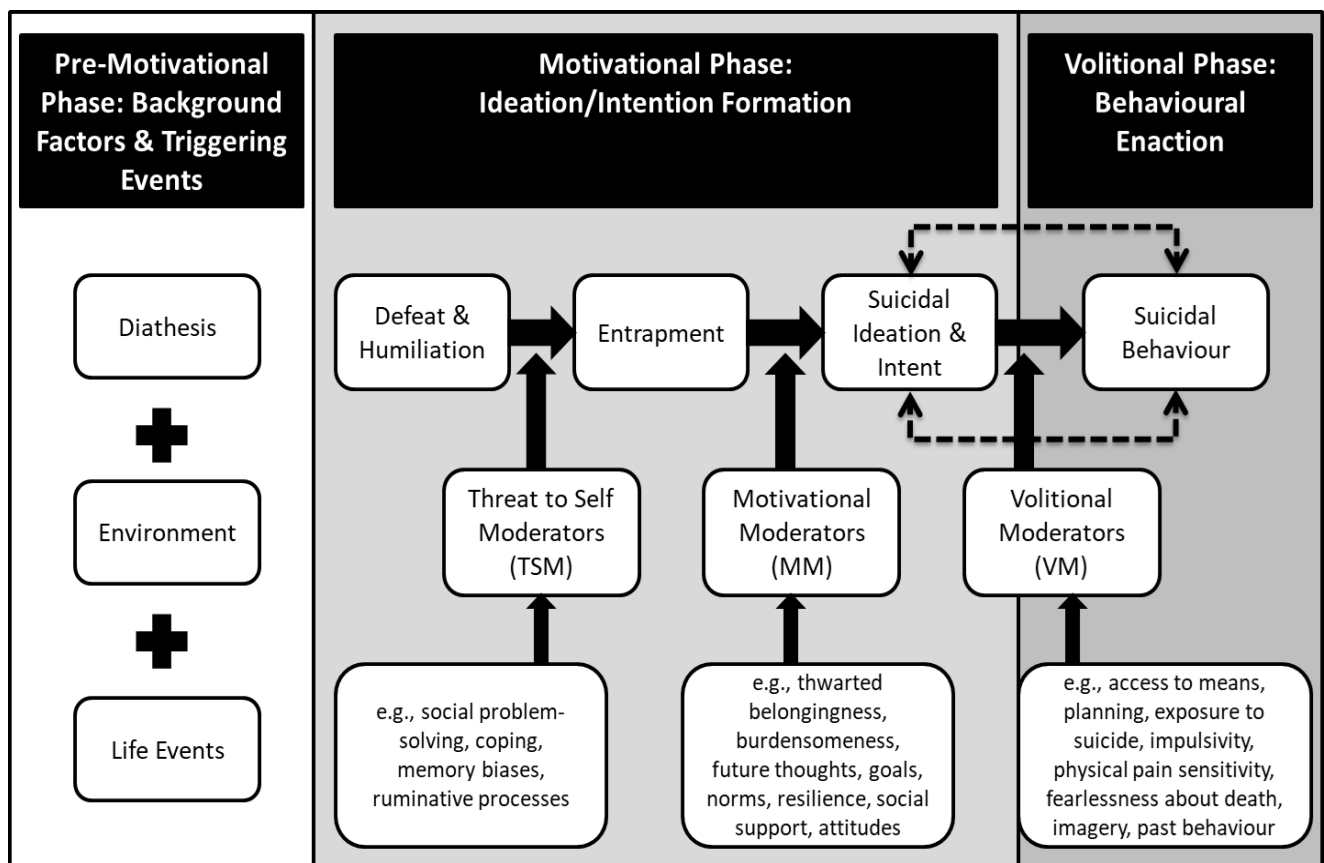 Pre-Motivational
Phase: Background
Factors & Triggering
Events
Motivational Phase:
Ideation/Intention Formation
Volitional Phase:
Behavioural
Enaction
Diathesis
Environment
Life Events
Defeat &
Humiliation
Entrapment
Suicidal
Ideation &
Intent
Suicidal
Behaviour
Threat to Self
Moderators
(TSM)
Motivational
Moderators
(MM)
Volitional
Moderators
(VM)
e.g., social problem-
solving, coping,
memory biases,
ruminative processes
e.g., thwarted
belongingness,
burdensomeness,
future thoughts, goals,
norms, resilience, social
support, attitudes
e.g., access to means,
planning, exposure to
suicide, impulsivity,
physical pain sensitivity,
fearlessness about death,
imagery, past behaviour